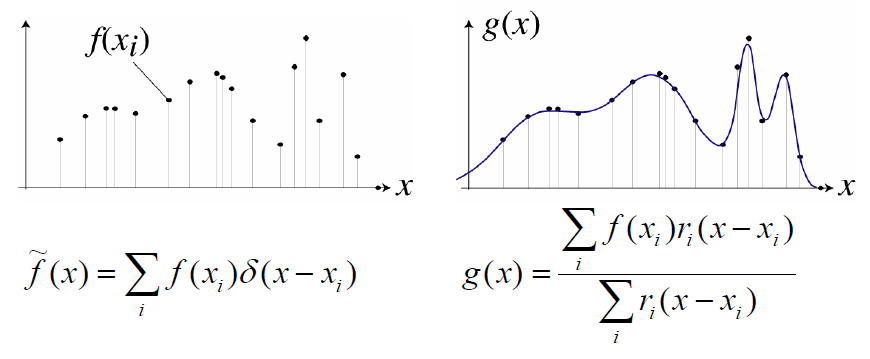 f(xᵢ)
x
g(x)
x
f̃(x) = ∑ᵢ f(xᵢ)δ(x − xᵢ)
g(x) = ∑ᵢ f(xᵢ)rᵢ(x − xᵢ) / ∑ᵢ rᵢ(x − xᵢ)